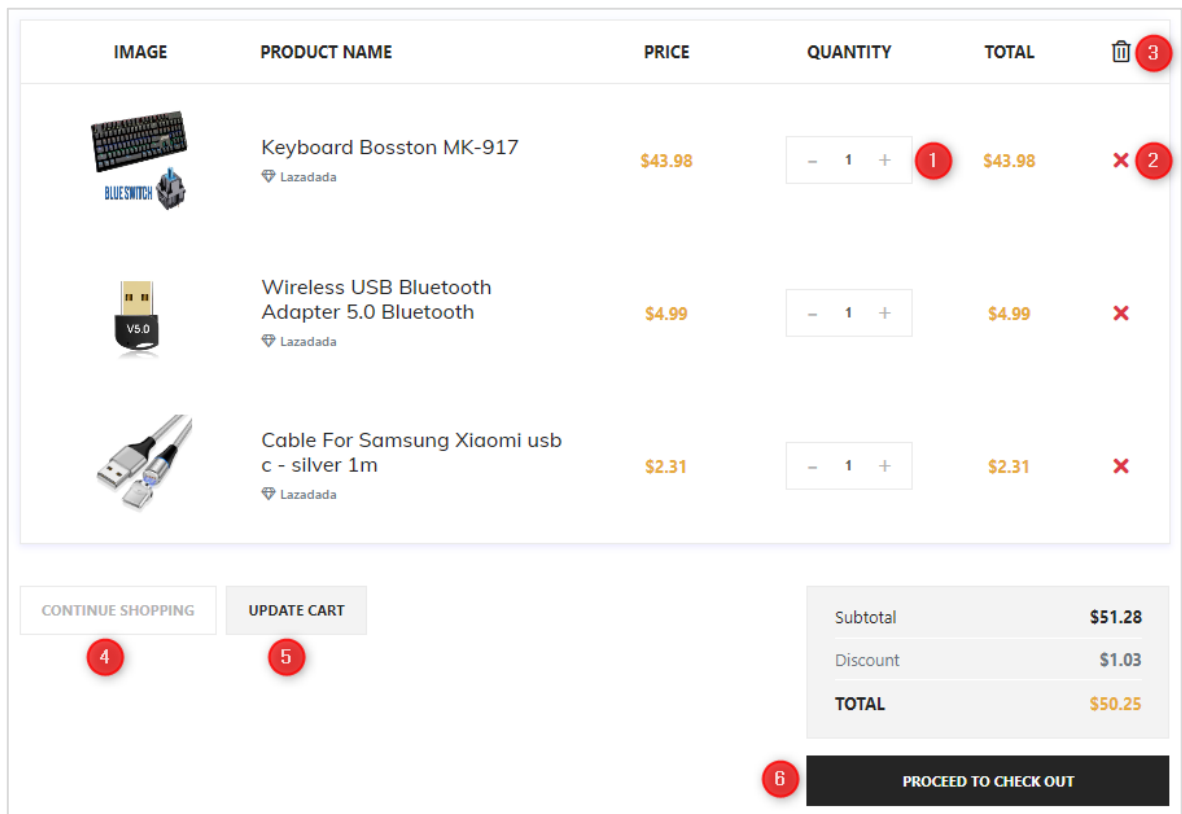 IMAGE PRODUCT NAME PRICE QUANTITY TOTAL 3
BLUE SWITCH
Keyboard Bosston MK-917
Lazadada
$43.98 - 1 + 1 $43.98 2
V5.0
Wireless USB Bluetooth
Adapter 5.0 Bluetooth
Lazadada
$4.99 - 1 + $4.99
Cable For Samsung Xiaomi usb
c - silver 1m
Lazadada
$2.31 - 1 + $2.31
CONTINUE SHOPPING UPDATE CART
4 5
Subtotal $51.28
Discount $1.03
TOTAL $50.25
6 PROCEED TO CHECK OUT